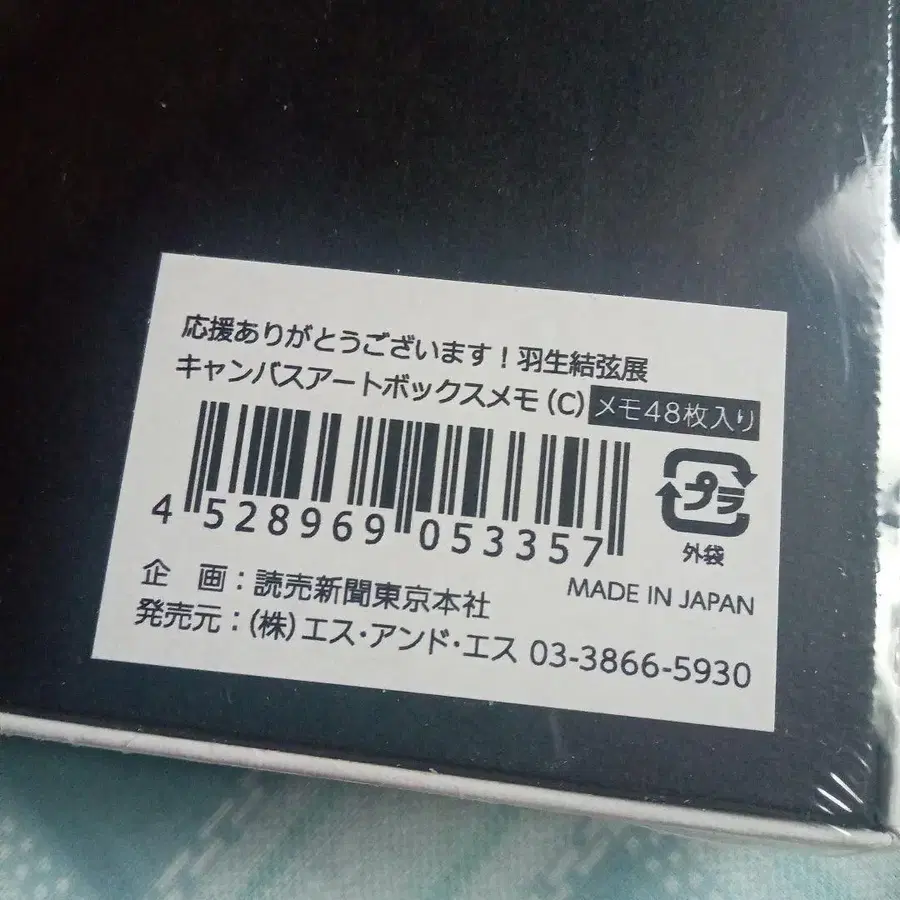 応援ありがとうございます！羽生結弦展
キャンバスアートボックスメモ(C) メモ48枚入り
4 528969 053357
プラ
外袋
MADE IN JAPAN
企　画：読売新聞東京本社
発売元：(株)エス・アンド・エス 03-3866-5930